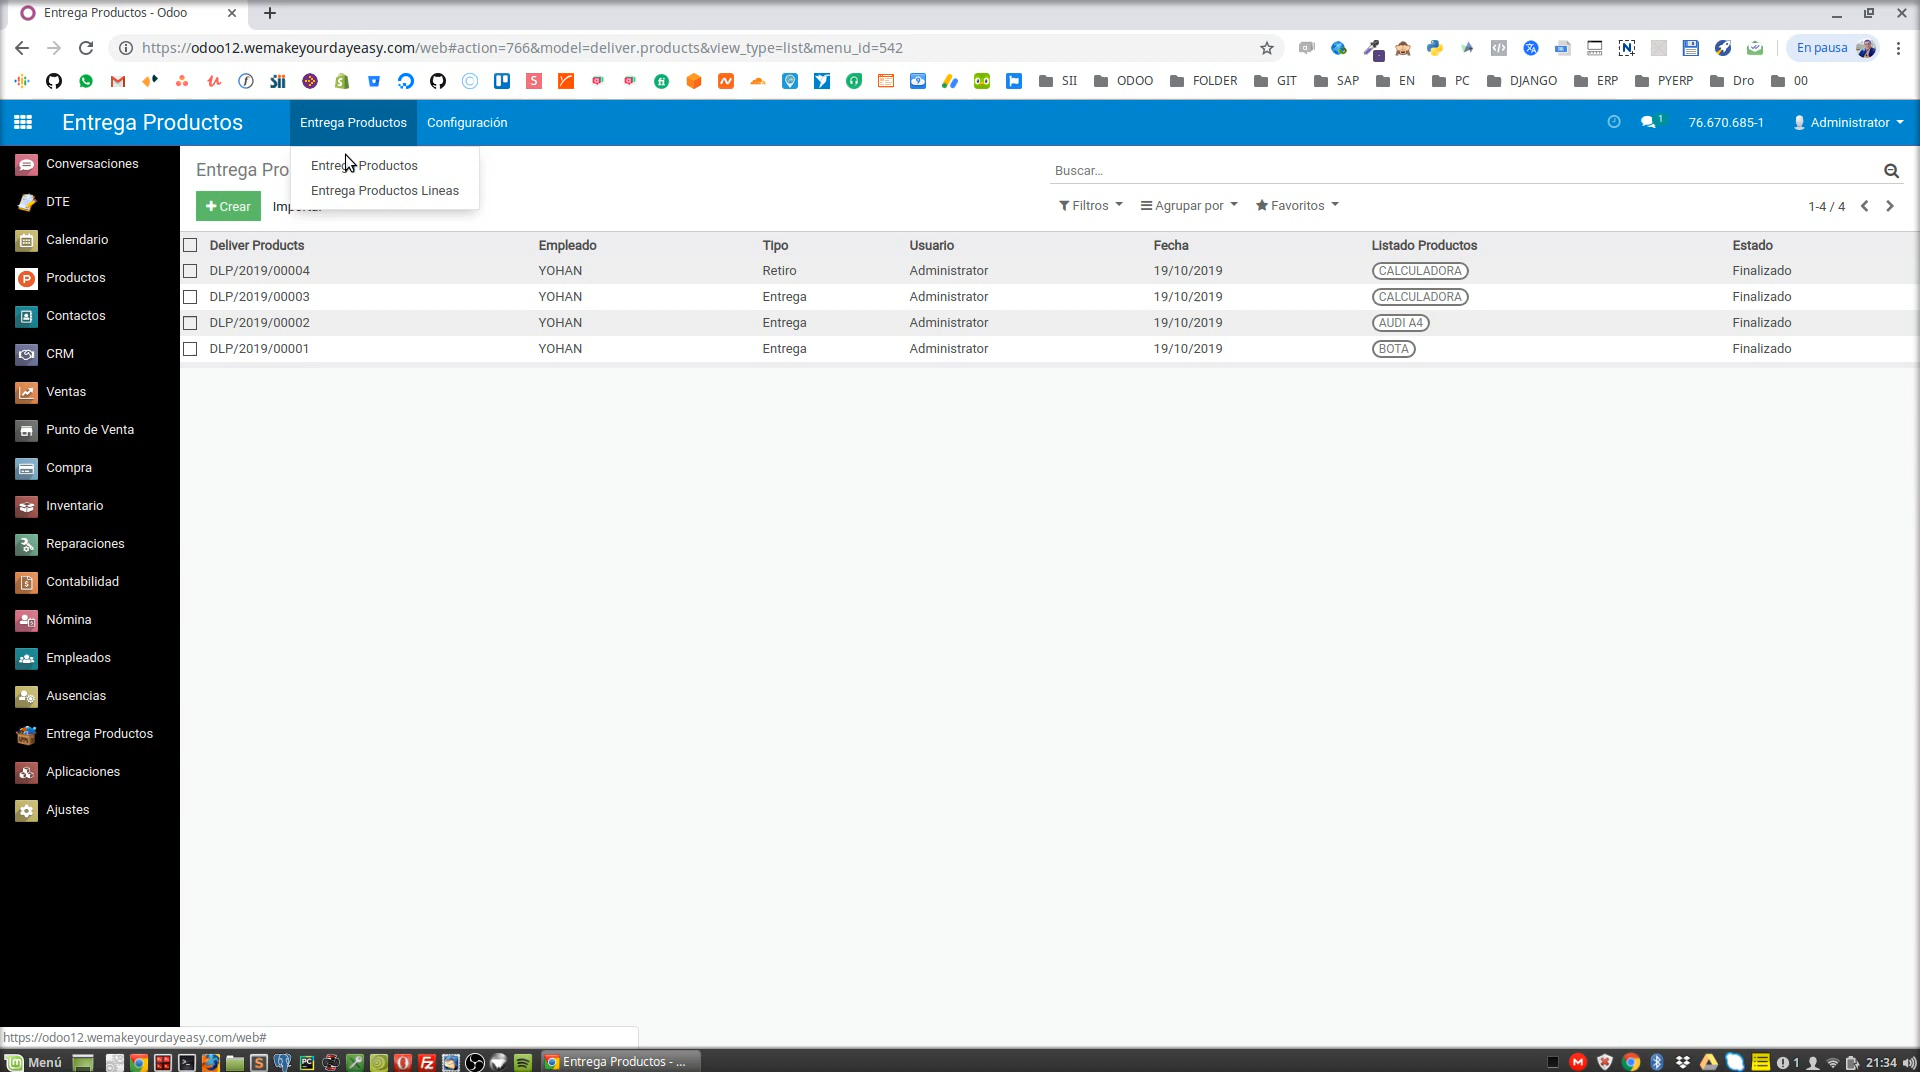 Entrega Productos - Odoo
https://odoo12.wemakeyourdayeasy.com/web#action=766&model=deliver.products&view_type=list&menu_id=542
En pausa
SII ODOO FOLDER GIT SAP EN PC DJANGO ERP PYERP Dro 00
Entrega Productos Entrega Productos Configuración 1 76.670.685-1 Administrator
Conversaciones
DTE
Calendario
Productos
Contactos
CRM
Ventas
Punto de Venta
Compra
Inventario
Reparaciones
Contabilidad
Nómina
Empleados
Ausencias
Entrega Productos
Aplicaciones
Ajustes
Entrega Pro
Entrega Productos
Entrega Productos Lineas
Buscar...
Crear
Filtros Agrupar por Favoritos 1-4 / 4
Deliver Products Empleado Tipo Usuario Fecha Listado Productos Estado
DLP/2019/00004 YOHAN Retiro Administrator 19/10/2019 CALCULADORA Finalizado
DLP/2019/00003 YOHAN Entrega Administrator 19/10/2019 CALCULADORA Finalizado
DLP/2019/00002 YOHAN Entrega Administrator 19/10/2019 AUDI A4 Finalizado
DLP/2019/00001 YOHAN Entrega Administrator 19/10/2019 BOTA Finalizado
https://odoo12.wemakeyourdayeasy.com/web#
Menú Entrega Productos - ... 1 21:34